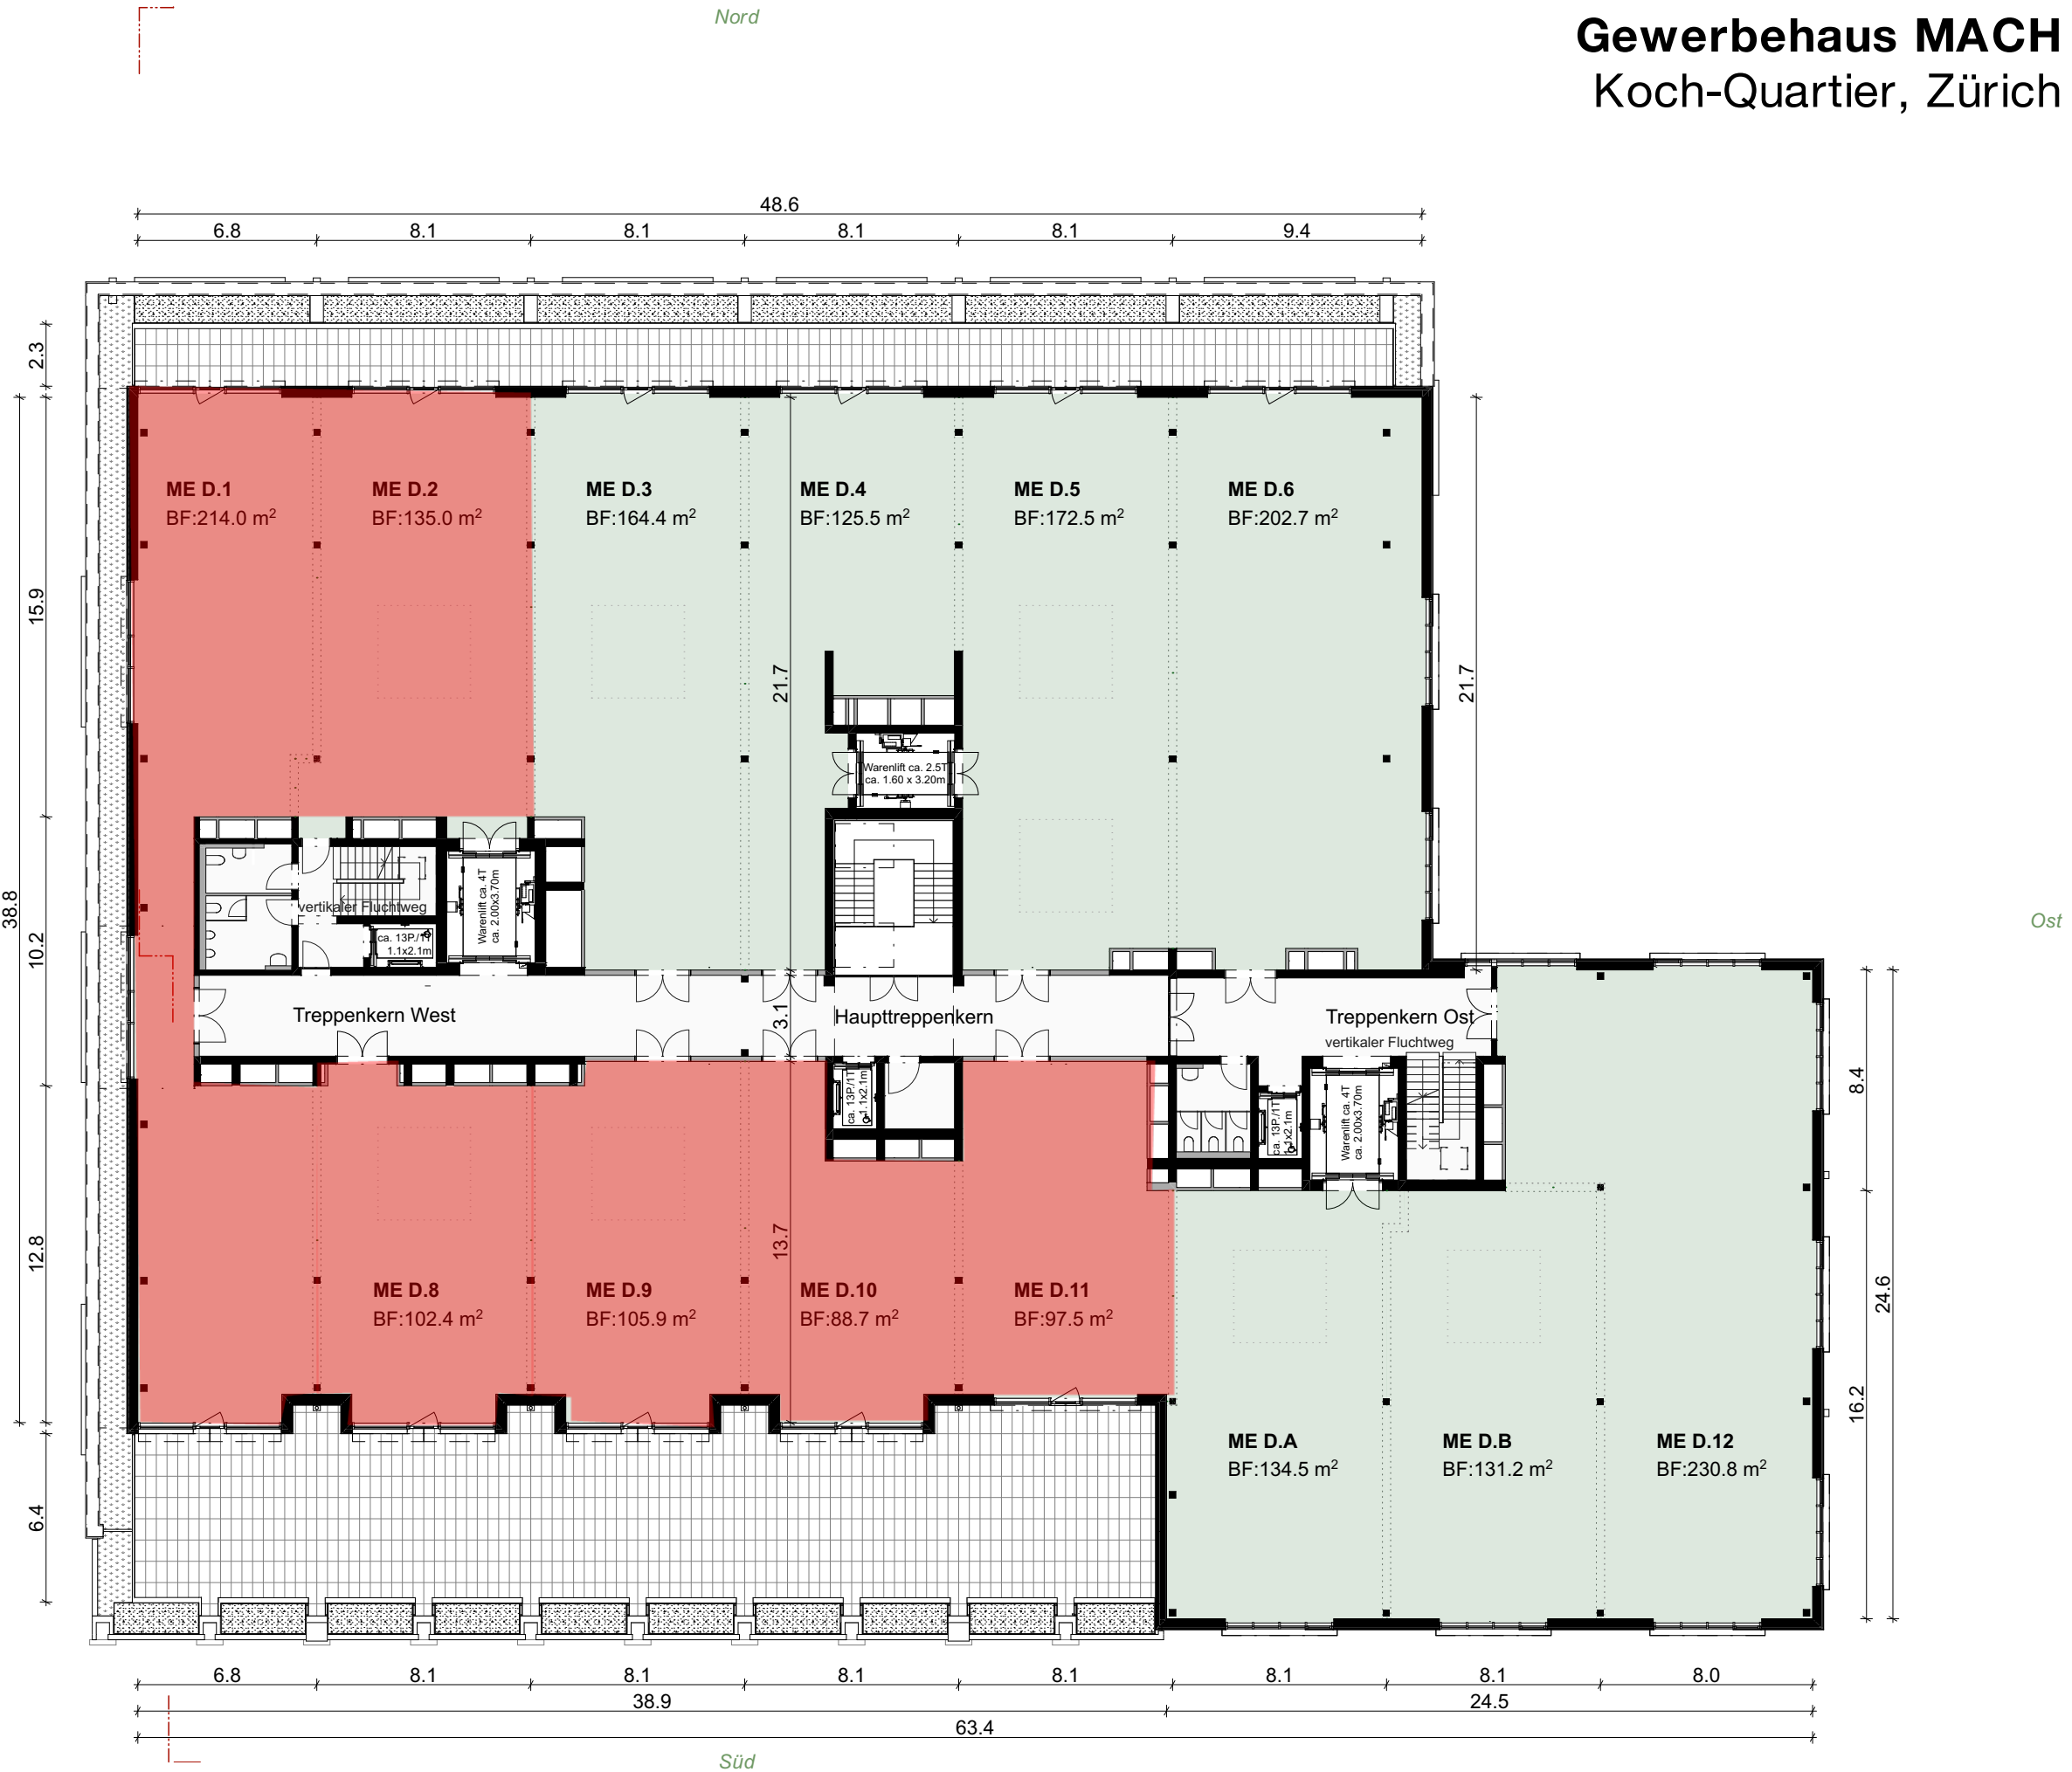 Nord
Gewerbehaus MACH
Koch-Quartier, Zürich
48.6
6.8
8.1
8.1
8.1
8.1
9.4
2.3
15.9
38.8
10.2
12.8
6.4
ME D.1
BF:214.0 m²
ME D.2
BF:135.0 m²
ME D.3
BF:164.4 m²
ME D.4
BF:125.5 m²
ME D.5
BF:172.5 m²
ME D.6
BF:202.7 m²
21.7
21.7
Warenlift ca. 2.5T
ca. 1.60 x 3.20m
vertikaler Fluchtweg
ca. 13P./1T
1.1x2.1m
Warenlift ca. 4T
ca. 2.00x3.70m
Ost
Treppenkern West
3.1
Haupttreppenkern
Treppenkern Ost
vertikaler Fluchtweg
ca. 13P./1T
1.1x2.1m
ca. 13P./1T
1.1x2.1m
Warenlift ca. 4T
ca. 2.00x3.70m
8.4
13.7
24.6
16.2
ME D.8
BF:102.4 m²
ME D.9
BF:105.9 m²
ME D.10
BF:88.7 m²
ME D.11
BF:97.5 m²
ME D.A
BF:134.5 m²
ME D.B
BF:131.2 m²
ME D.12
BF:230.8 m²
6.8
8.1
8.1
8.1
8.1
8.1
8.1
8.0
38.9
24.5
63.4
Süd